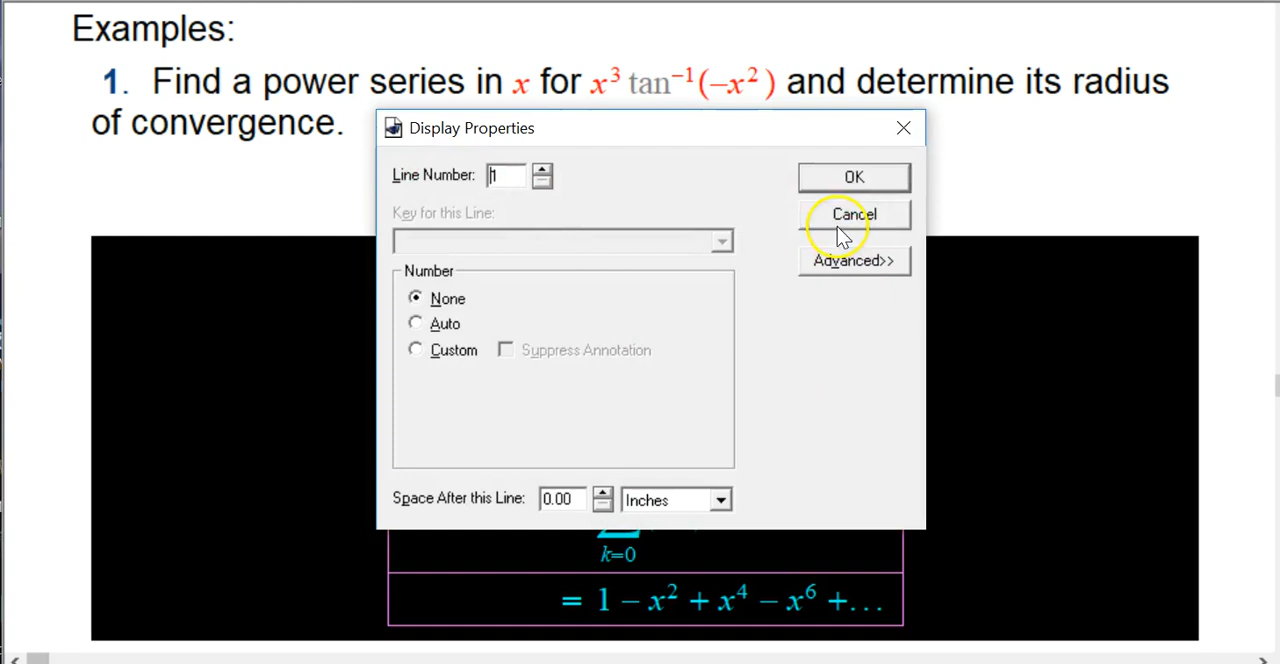 Examples:
1. Find a power series in x for x³ tan⁻¹(–x²) and determine its radius
of convergence.
Display Properties
Line Number: 1
OK
Key for this Line:
Cancel
Advanced>>
Number
None
Auto
Custom
Suppress Annotation
Space After this Line: 0.00 Inches
k=0
= 1 – x² + x⁴ – x⁶ +...